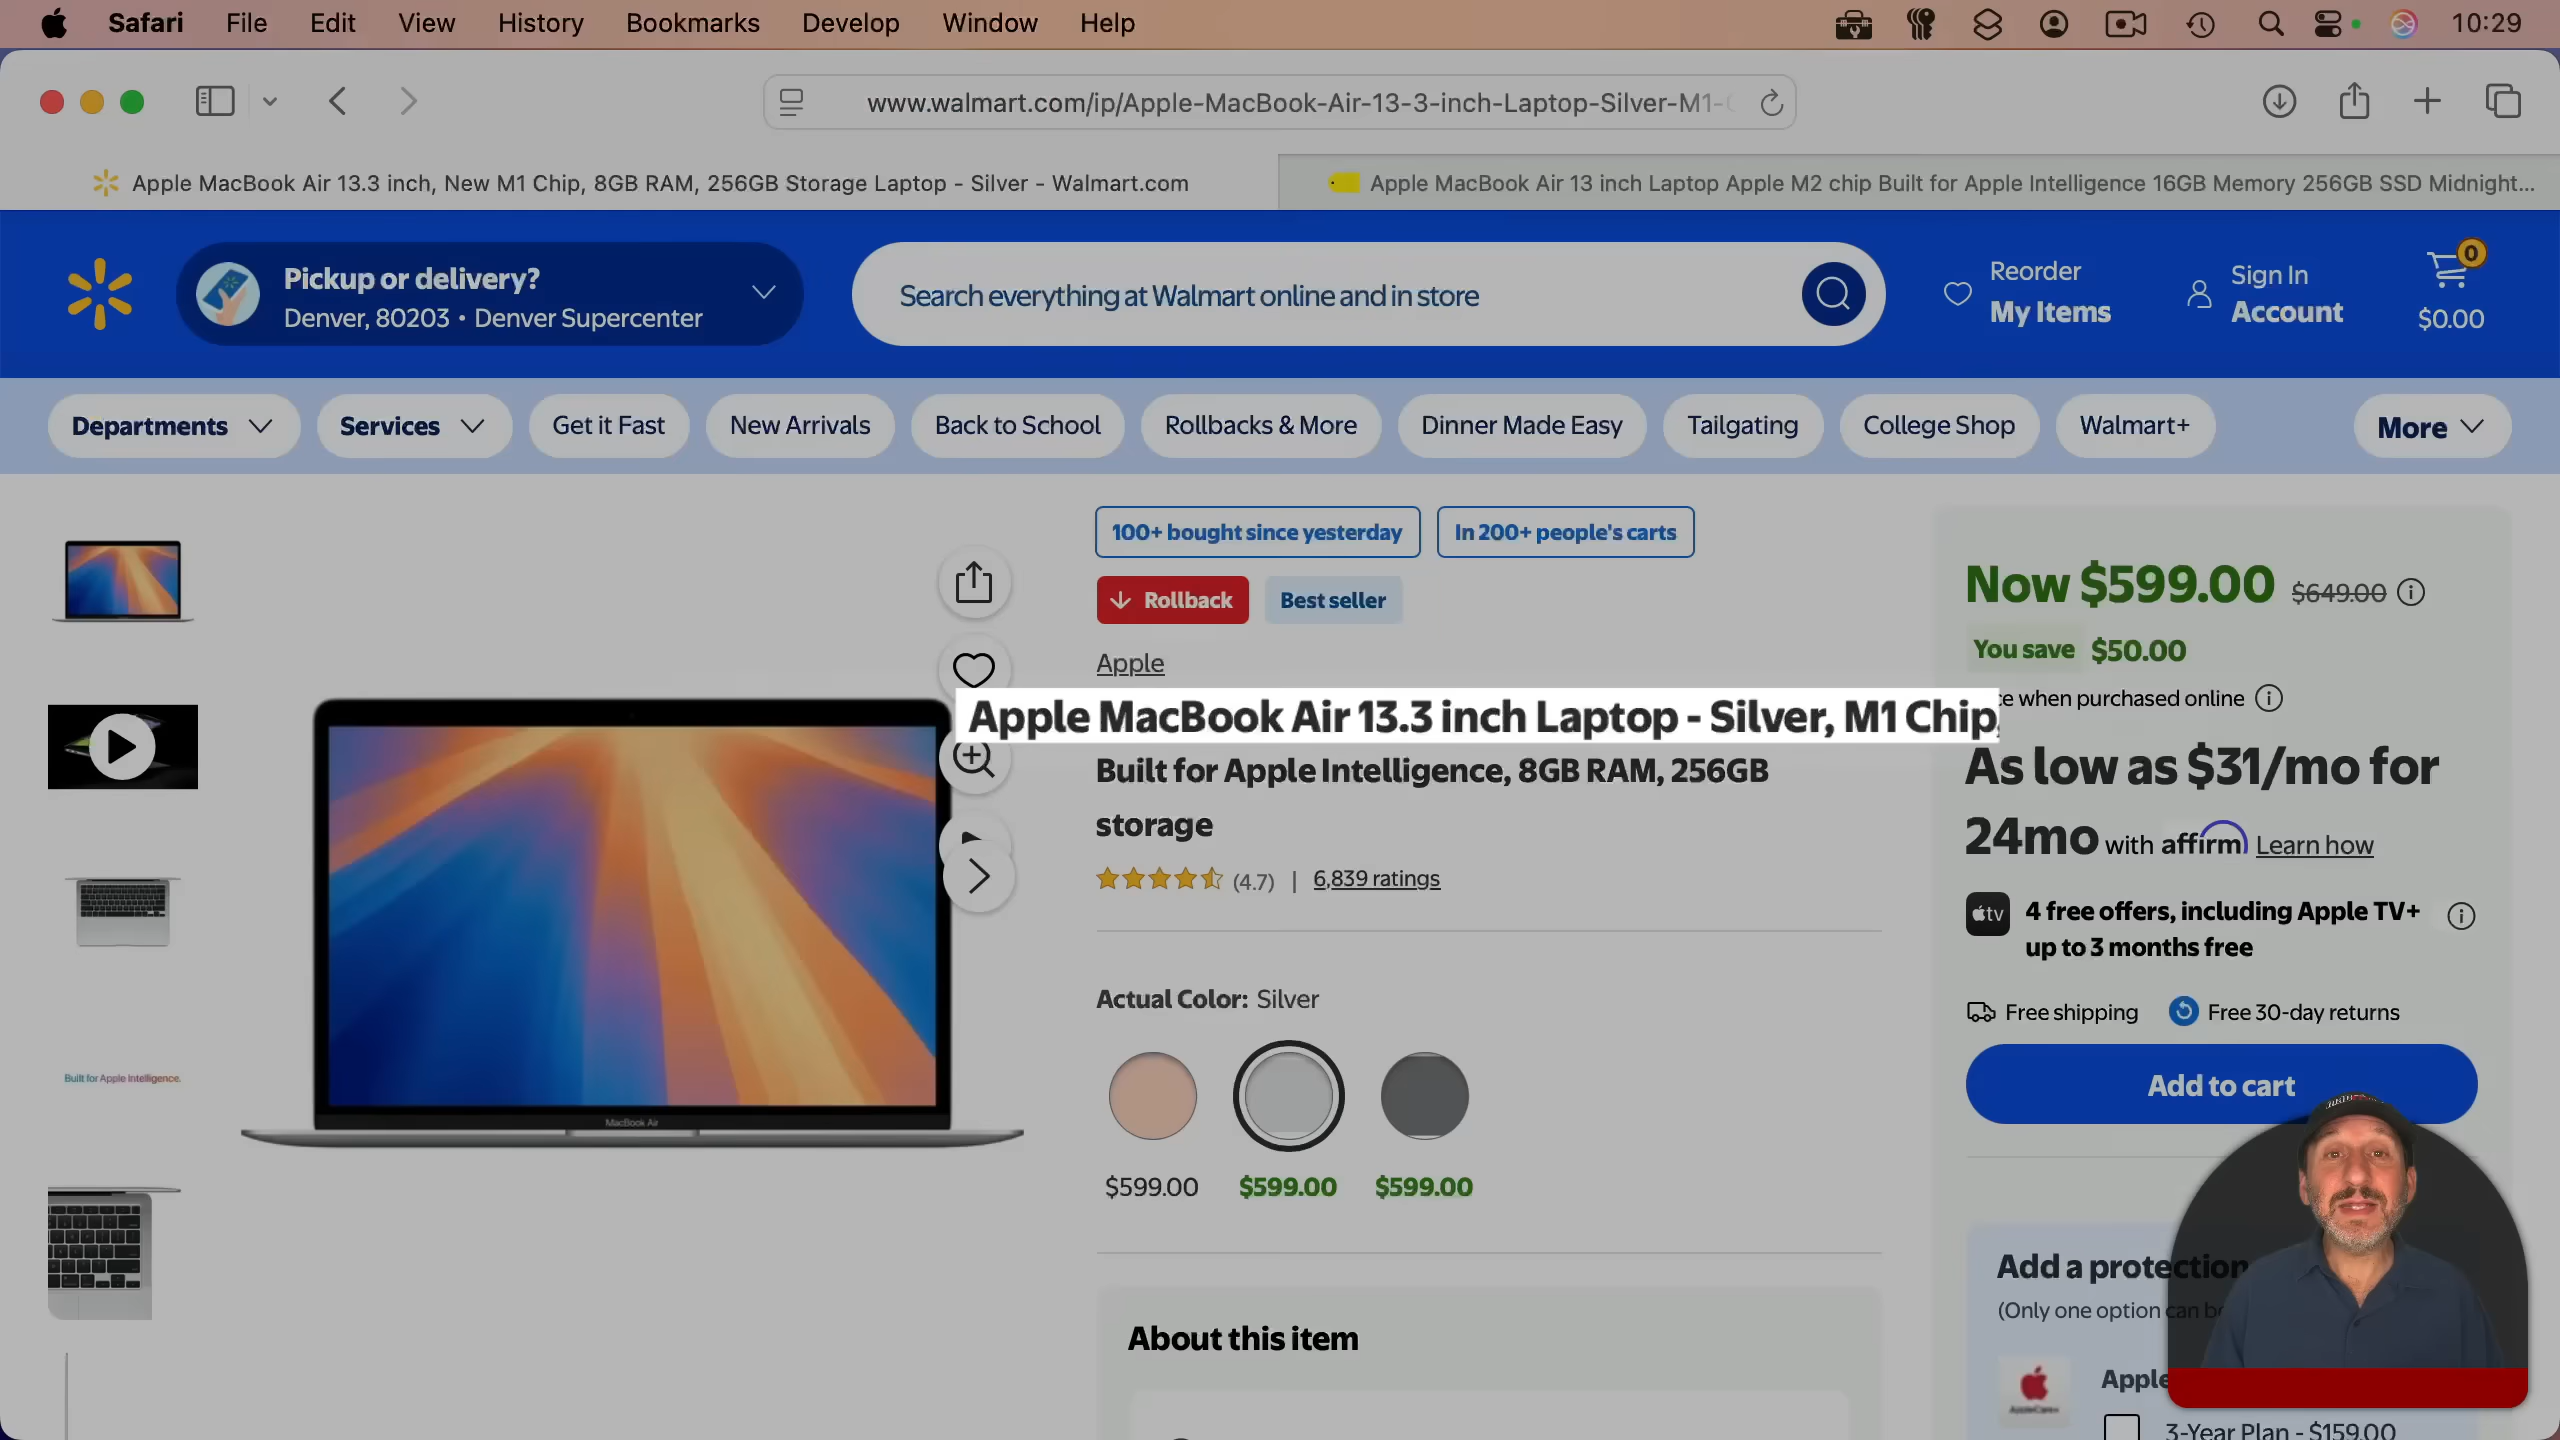 Safari File Edit View History Bookmarks Develop Window Help 10:29
www.walmart.com/ip/Apple-MacBook-Air-13-3-inch-Laptop-Silver-M1-
Apple MacBook Air 13.3 inch, New M1 Chip, 8GB RAM, 256GB Storage Laptop - Silver - Walmart.com
Apple MacBook Air 13 inch Laptop Apple M2 chip Built for Apple Intelligence 16GB Memory 256GB SSD Midnight...
Pickup or delivery?
Denver, 80203 • Denver Supercenter
Search everything at Walmart online and in store
Reorder
My Items
Sign In
Account
0
$0.00
Departments Services Get it Fast New Arrivals Back to School Rollbacks & More Dinner Made Easy Tailgating College Shop Walmart+ More
100+ bought since yesterday In 200+ people's carts
Rollback Best seller
Apple
Apple MacBook Air 13.3 inch Laptop - Silver, M1 Chip,
Built for Apple Intelligence, 8GB RAM, 256GB
storage
(4.7) | 6,839 ratings
Actual Color: Silver
$599.00 $599.00 $599.00
About this item
MacBook Air
Built for Apple Intelligence.
Now $599.00 $649.00
You save $50.00
when purchased online
As low as $31/mo for
24mo with affirm Learn how
tv
4 free offers, including Apple TV+
up to 3 months free
Free shipping Free 30-day returns
Add to cart
Add a protection
(Only one option can be
Apple
AppleCare+
3-Year Plan - $159.00